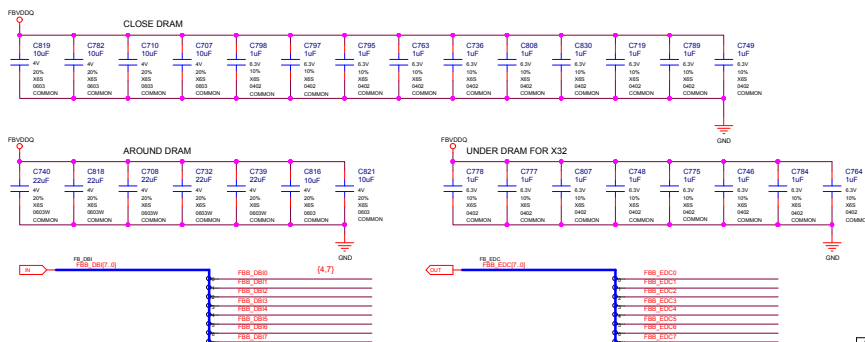 FBVDDQ
CLOSE DRAM
C819 C782 C710 C707 C798 C797 C795 C763 C736 C808 C830 C719 C789 C749
10uF 10uF 10uF 10uF 1uF 1uF 1uF 1uF 1uF 1uF 1uF 1uF 1uF 1uF
4V 4V 4V 4V 6.3V 6.3V 6.3V 6.3V 6.3V 6.3V 6.3V 6.3V 6.3V 6.3V
20% 20% 20% 20% 10% 10% 10% 10% 10% 10% 10% 10% 10% 10%
X6S X6S X6S X6S X6S X6S X6S X6S X6S X6S X6S X6S X6S X6S
0603 0603 0603 0603 0402 0402 0402 0402 0402 0402 0402 0402 0402 0402
COMMON COMMON COMMON COMMON COMMON COMMON COMMON COMMON COMMON COMMON COMMON COMMON COMMON COMMON
GND
FBVDDQ
AROUND DRAM
C740 C818 C708 C732 C739 C816 C821
22uF 22uF 22uF 22uF 22uF 10uF 10uF
4V 4V 4V 4V 4V 4V 4V
20% 20% 20% 20% 20% 20% 20%
X6S X6S X6S X6S X6S X6S X6S
0603W 0603W 0603W 0603W 0603W 0603 0603
COMMON COMMON COMMON COMMON COMMON COMMON COMMON
GND
FBVDDQ
UNDER DRAM FOR X32
C778 C777 C807 C748 C775 C746 C784 C764
1uF 1uF 1uF 1uF 1uF 1uF 1uF 1uF
6.3V 6.3V 6.3V 6.3V 6.3V 6.3V 6.3V 6.3V
10% 10% 10% 10% 10% 10% 10% 10%
X6S X6S X6S X6S X6S X6S X6S X6S
0402 0402 0402 0402 0402 0402 0402 0402
COMMON COMMON COMMON COMMON COMMON COMMON COMMON COMMO
GND
IN
FB_DBI
FBB_DBI[7..0]
{4,7}
FBB_DBI0
FBB_DBI1
FBB_DBI2
FBB_DBI3
FBB_DBI4
FBB_DBI5
FBB_DBI6
FBB_DBI7
OUT
FB_EDC
FBB_EDC[7..0]
FBB_EDC0
FBB_EDC1
FBB_EDC2
FBB_EDC3
FBB_EDC4
FBB_EDC5
FBB_EDC6
FBB_EDC7